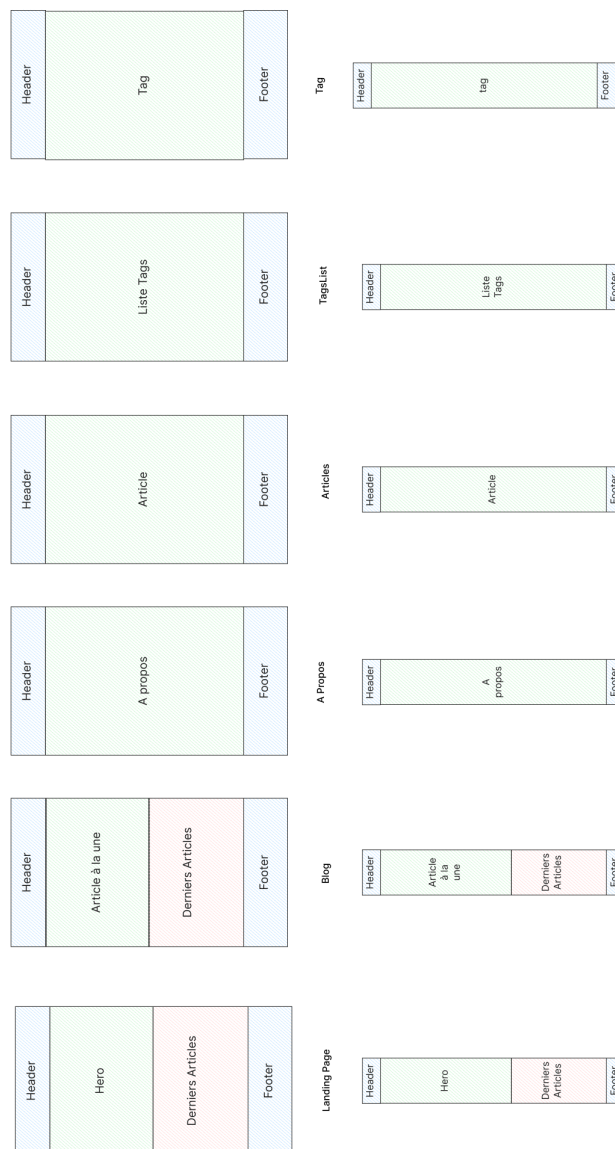 Header
Hero
Derniers Articles
Footer
Header
Article à la une
Derniers Articles
Footer
Header
A propos
Footer
Header
Article
Footer
Header
Liste Tags
Footer
Header
Tag
Footer
Landing Page
Blog
A Propos
Articles
TagsList
Tag
Header
Hero
Derniers
Articles
Footer
Header
Article
à la
une
Derniers
Articles
Footer
Header
A
propos
Footer
Header
Article
Footer
Header
Liste
Tags
Footer
Header
tag
Footer